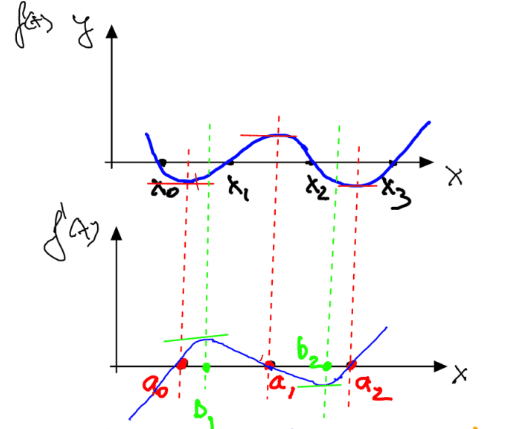 f(x) y
x₀ x₁ x₂ x₃ x
f'(x)
a₀ b₁ a₁ b₂ a₂ x